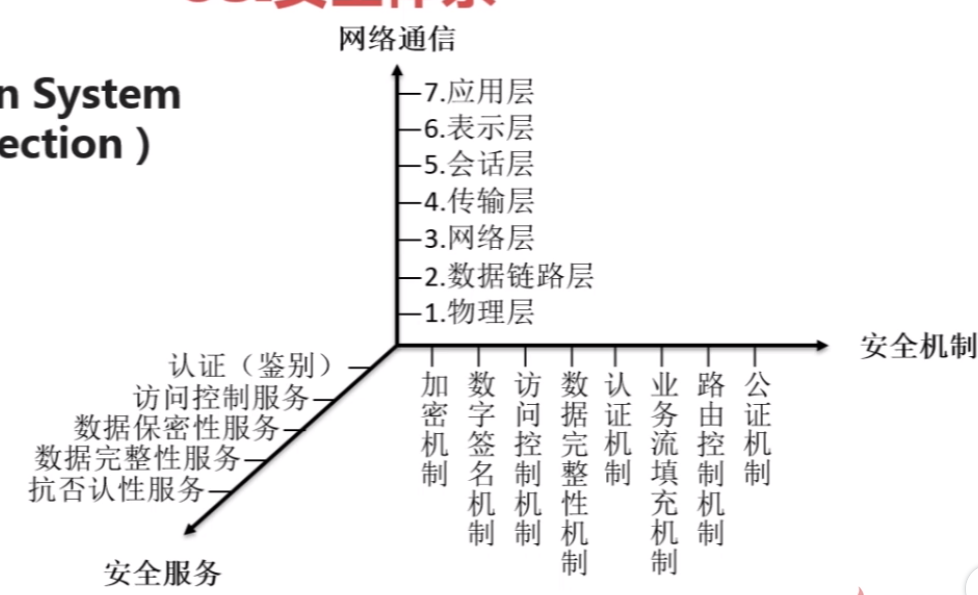 网络通信
n System
ection )
7.应用层
6.表示层
5.会话层
4.传输层
3.网络层
2.数据链路层
1.物理层
安全机制
认证（鉴别）
访问控制服务
数据保密性服务
数据完整性服务
抗否认性服务
安全服务
加密机制
数字签名机制
访问控制机制
数据完整性机制
认证机制
业务流填充机制
路由控制机制
公证机制